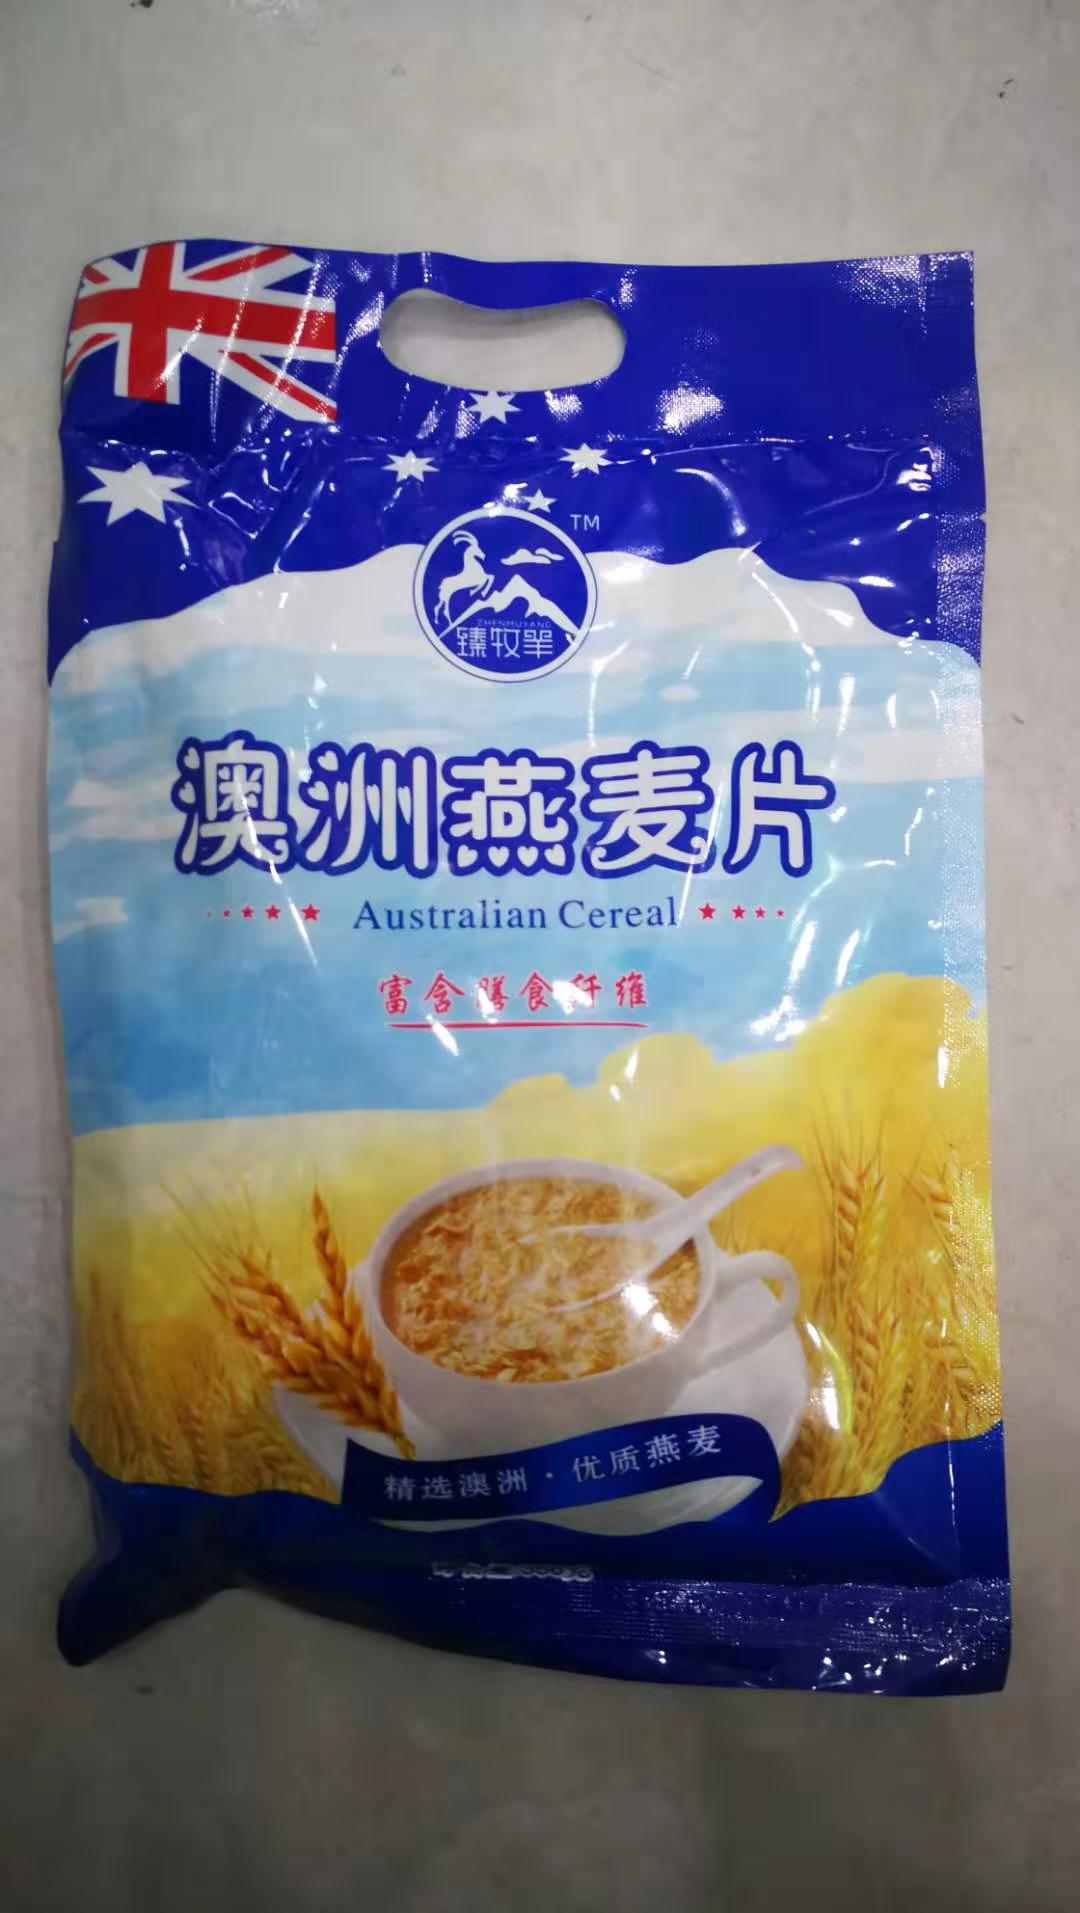 TM
ZHENMUYANG
臻牧羊
澳洲燕麦片
Australian Cereal
富含膳食纤维
精选澳洲·优质燕麦